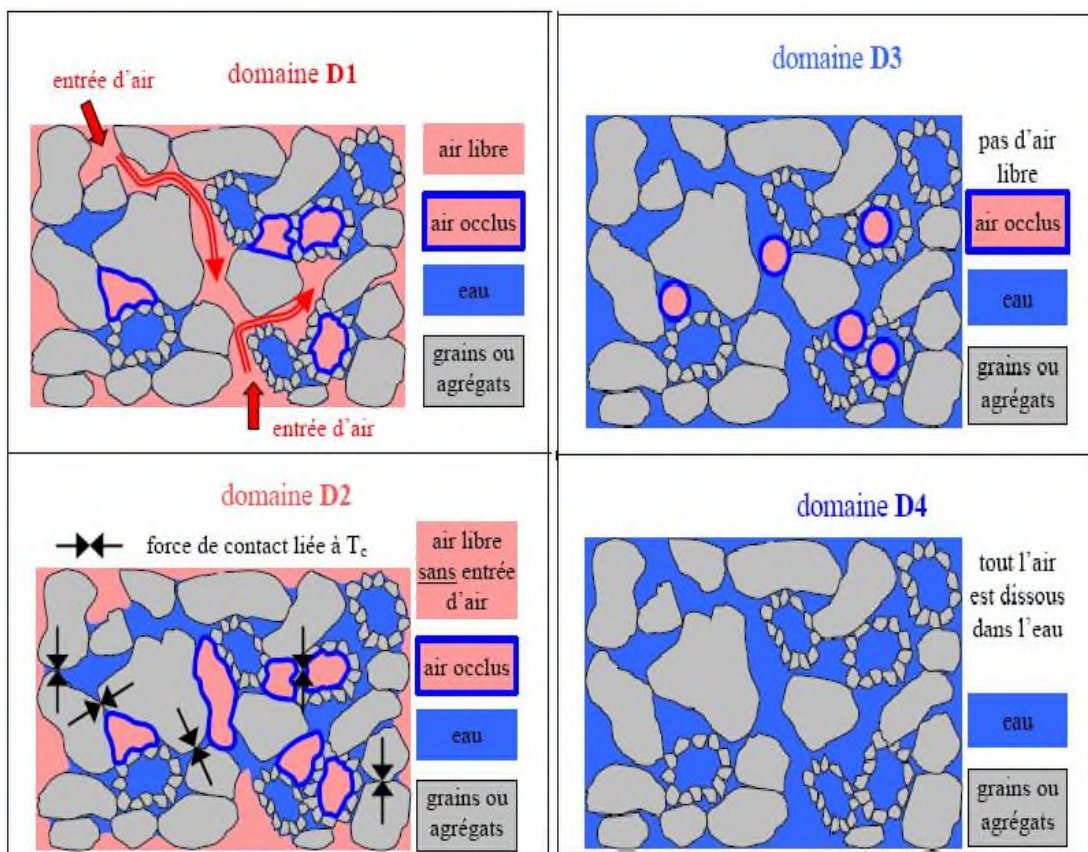 domaine D1
entrée d'air
air libre
air occlus
eau
grains ou
agrégats
entrée d'air
domaine D3
pas d'air
libre
air occlus
eau
grains ou
agrégats
domaine D2
force de contact liée à Tc
air libre
sans entrée
d'air
air occlus
eau
grains ou
agrégats
domaine D4
tout l'air
est dissous
dans l'eau
eau
grains ou
agrégats